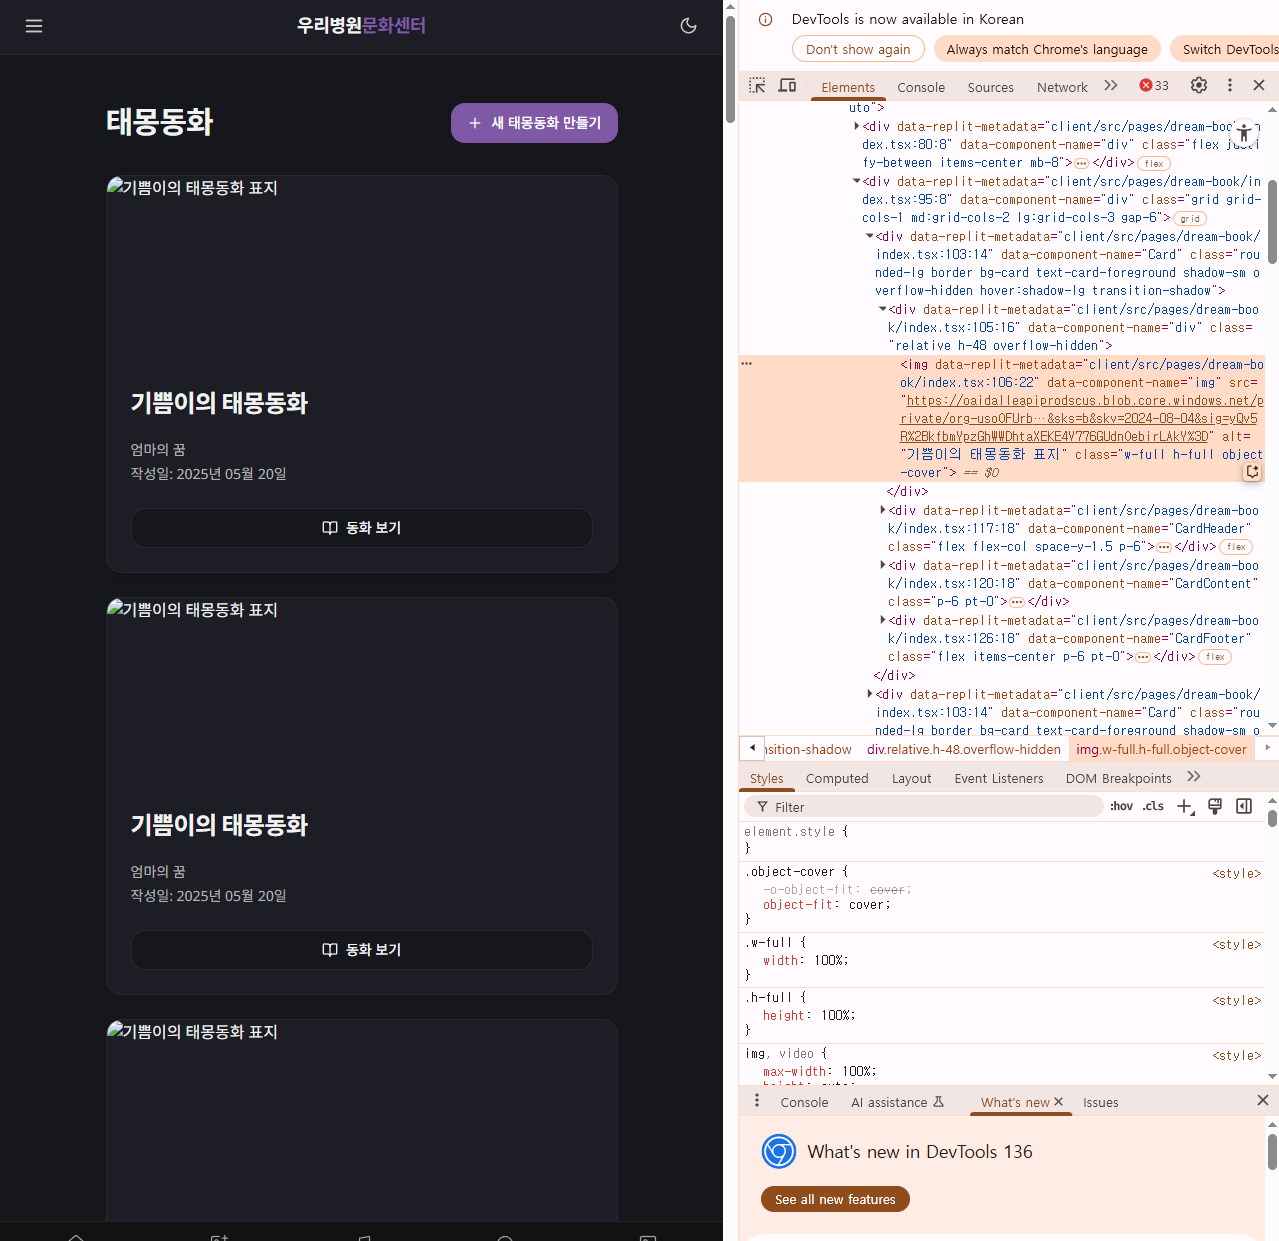 우리병원문화센터
태몽동화
새 태몽동화 만들기
기쁨이의 태몽동화 표지
기쁨이의 태몽동화
엄마의 꿈
작성일: 2025년 05월 20일
동화 보기
기쁨이의 태몽동화 표지
기쁨이의 태몽동화
엄마의 꿈
작성일: 2025년 05월 20일
동화 보기
기쁨이의 태몽동화 표지
DevTools is now available in Korean
Don't show again
Always match Chrome's language
Switch DevTools
Elements
Console
Sources
Network
33
uto">
<div data-replit-metadata="client/src/pages/dream-book/in
dex.tsx:80:8" data-component-name="div" class="flex justi
fy-between items-center mb-8"> </div> flex
<div data-replit-metadata="client/src/pages/dream-book/in
dex.tsx:95:8" data-component-name="div" class="grid grid-
cols-1 md:grid-cols-2 lg:grid-cols-3 gap-6"> grid
<div data-replit-metadata="client/src/pages/dream-book/
index.tsx:103:14" data-component-name="Card" class="rou
nded-lg border bg-card text-card-foreground shadow-sm o
verflow-hidden hover:shadow-lg transition-shadow">
<div data-replit-metadata="client/src/pages/dream-boo
k/index.tsx:105:16" data-component-name="div" class=
"relative h-48 overflow-hidden">
<img data-replit-metadata="client/src/pages/dream-bo
ok/index.tsx:106:22" data-component-name="img" src=
"https://oaidalleapiprodscus.blob.core.windows.net/p
rivate/org-usoOFUrb…&sks=b&skv=2024-08-04&sig=yQv5
R%2BkfbmYpzGhWWDhtaXEKE4Y776GUdnOebirLAkY%3D" alt=
"기쁨이의 태몽동화 표지" class="w-full h-full object
-cover"> == $0
</div>
<div data-replit-metadata="client/src/pages/dream-boo
k/index.tsx:117:18" data-component-name="CardHeader"
class="flex flex-col space-y-1.5 p-6"> </div> flex
<div data-replit-metadata="client/src/pages/dream-boo
k/index.tsx:120:18" data-component-name="CardContent"
class="p-6 pt-0"> </div>
<div data-replit-metadata="client/src/pages/dream-boo
k/index.tsx:126:18" data-component-name="CardFooter"
class="flex items-center p-6 pt-0"> </div> flex
</div>
<div data-replit-metadata="client/src/pages/dream-book/
index.tsx:103:14" data-component-name="Card" class="rou
nded-lg border bg-card text-card-foreground shadow-sm o
nsition-shadow
div.relative.h-48.overflow-hidden
img.w-full.h-full.object-cover
Styles
Computed
Layout
Event Listeners
DOM Breakpoints
Filter
:hov
.cls
element.style {
}
.object-cover { <style>
-o-object-fit: cover;
object-fit: cover;
}
.w-full { <style>
width: 100%;
}
.h-full { <style>
height: 100%;
}
img, video { <style>
max-width: 100%;
height: auto;
Console
AI assistance
What's new
Issues
What's new in DevTools 136
See all new features